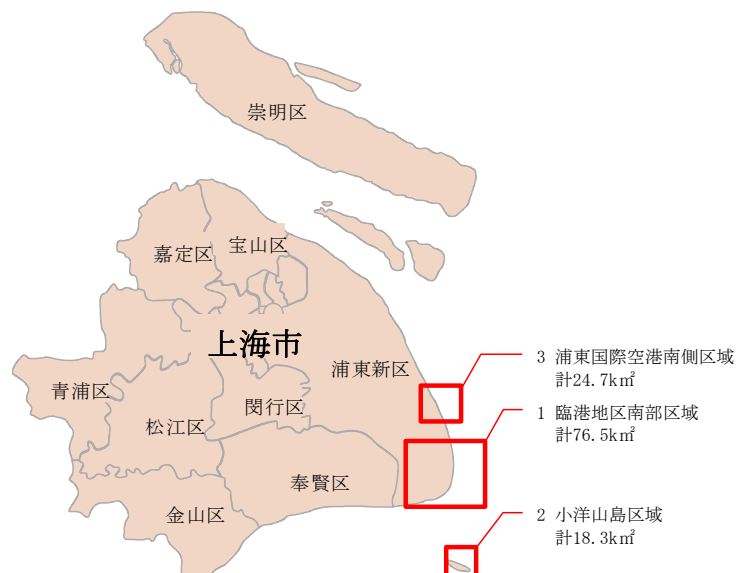 崇明区
宝山区
嘉定区
上海市
浦東新区
3 浦東国際空港南側区域
計24.7k㎡
青浦区
閔行区
1 臨港地区南部区域
計76.5k㎡
松江区
奉賢区
金山区
2 小洋山島区域
計18.3k㎡